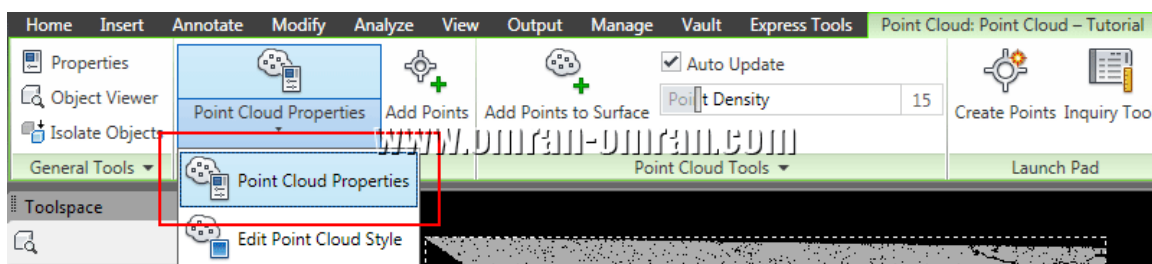 Home Insert Annotate Modify Analyze View Output Manage Vault Express Tools Point Cloud: Point Cloud – Tutorial
Properties
Object Viewer
Isolate Objects
General Tools
Point Cloud Properties
Add Points
Add Points to Surface
Auto Update
Point Density 15
Point Cloud Tools
Create Points
Inquiry Too
Launch Pad
www.omran-omran.com
Point Cloud Properties
Edit Point Cloud Style
Toolspace